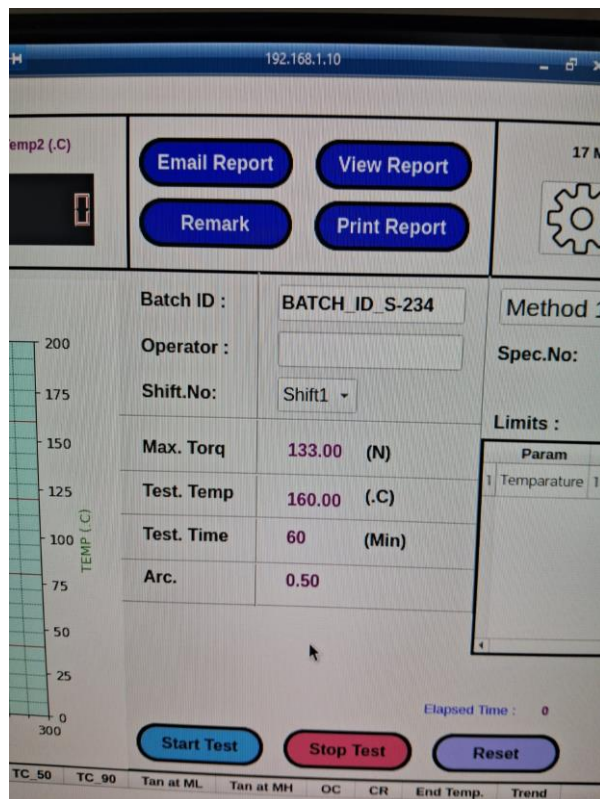 192.168.1.10
emp2 (.C)
Email Report
View Report
17 M
0
Remark
Print Report
Batch ID :
BATCH_ID_S-234
Method 1
Operator :
Spec.No:
Shift.No:
Shift1
Limits :
Max. Torq
133.00
(N)
Param
1
Temparature
1
Test. Temp
160.00
(.C)
Test. Time
60
(Min)
Arc.
0.50
200
175
150
125
100
75
50
25
0
TEMP (.C)
300
Elapsed Time :
0
Start Test
Stop Test
Reset
TC_50
TC_90
Tan at ML
Tan at MH
OC
CR
End Temp.
Trend